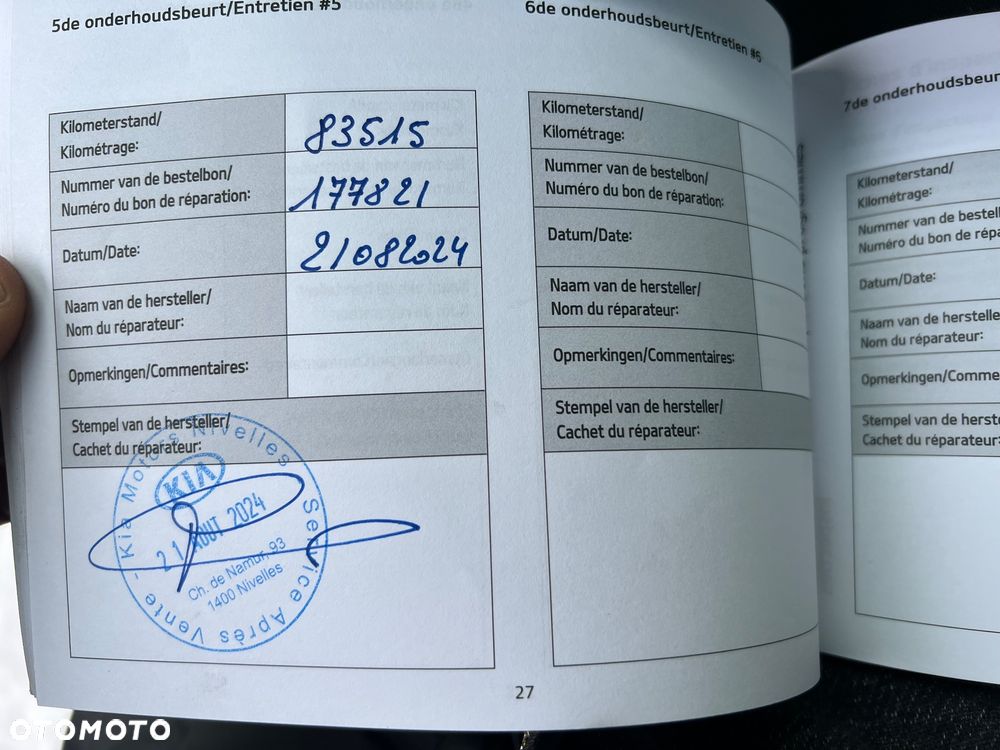 5de onderhoudsbeurt/Entretien #5
Kilometerstand/
Kilométrage:
83515
Nummer van de bestelbon/
Numéro du bon de réparation:
177821
Datum/Date:
21082024
Naam van de hersteller/
Nom du réparateur:
Opmerkingen/Commentaires:
Stempel van de hersteller/
Cachet du réparateur:
- Kia Motors Nivelles Service Après Vente
KIA
21 AOUT 2024
Ch. de Namur, 93
1400 Nivelles
6de onderhoudsbeurt/Entretien #6
Kilometerstand/
Kilométrage:
Nummer van de bestelbon/
Numéro du bon de réparation:
Datum/Date:
Naam van de hersteller/
Nom du réparateur:
Opmerkingen/Commentaires:
Stempel van de hersteller/
Cachet du réparateur:
27
7de onderhoudsbeur
Kilometerstand/
Kilométrage:
Nummer van de bestell
Numéro du bon de répa
Datum/Date:
Naam van de hersteller
Nom du réparateur:
Opmerkingen/Comme
Stempel van de herste
Cachet du réparateur:
OTOMOTO